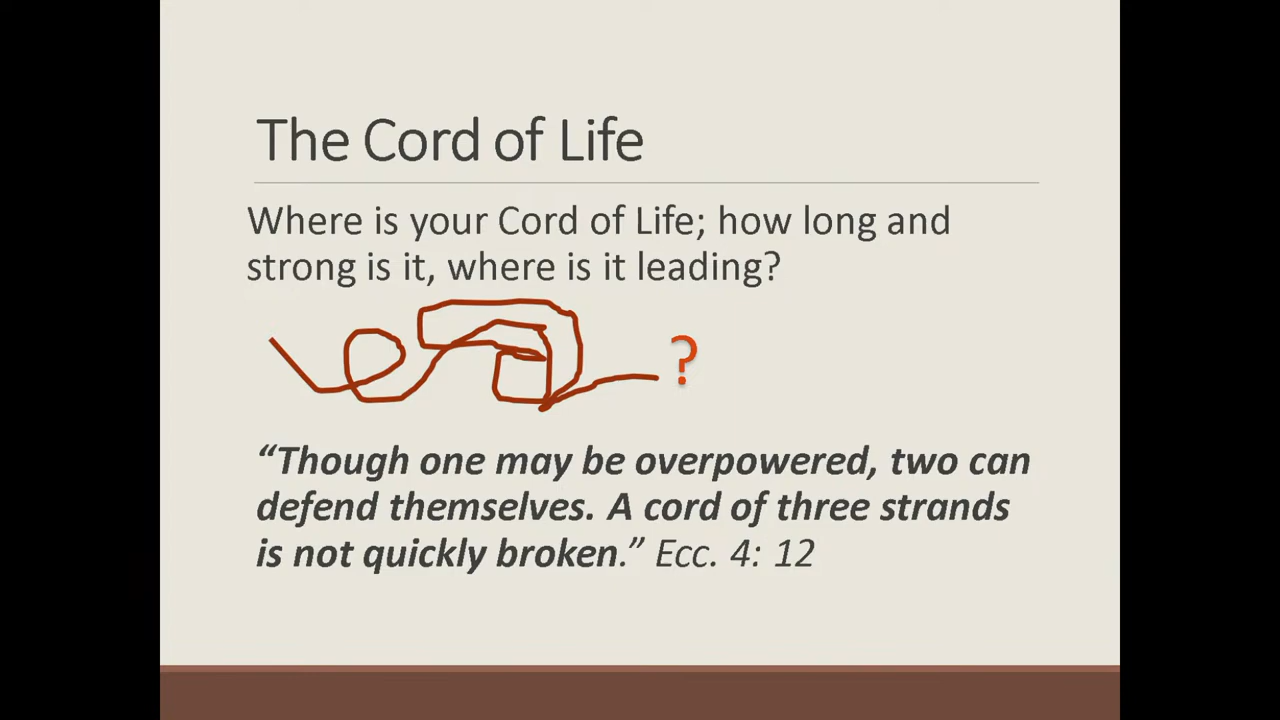 The Cord of Life
Where is your Cord of Life; how long and
strong is it, where is it leading?
?
“Though one may be overpowered, two can
defend themselves. A cord of three strands
is not quickly broken.” Ecc. 4: 12